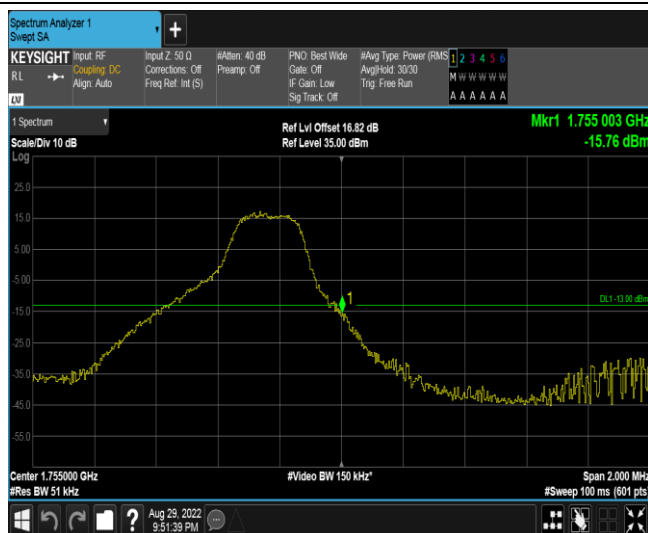 Spectrum Analyzer 1
Swept SA
KEYSIGHT
RL
Input: RF
Coupling: DC
Align: Auto
Input Z: 50 Ω
Corrections: Off
Freq Ref: Int (S)
#Atten: 40 dB
Preamp: Off
PNO: Best Wide
Gate: Off
IF Gain: Low
Sig Track: Off
#Avg Type: Power (RMS
Avg|Hold: 30/30
Trig: Free Run
1 2 3 4 5 6
M W W W W W
A A A A A A
LXI
1 Spectrum
Scale/Div 10 dB
Ref Lvl Offset 16.82 dB
Ref Level 35.00 dBm
Mkr1 1.755 003 GHz
-15.76 dBm
Log
25.0
15.0
5.00
-5.00
-15.0
-25.0
-35.0
-45.0
-55.0
1
DL1 -13.00 dBm
Center 1.755000 GHz
#Res BW 51 kHz
#Video BW 150 kHz*
Span 2.000 MHz
#Sweep 100 ms (601 pts)
?
Aug 29, 2022
9:51:39 PM